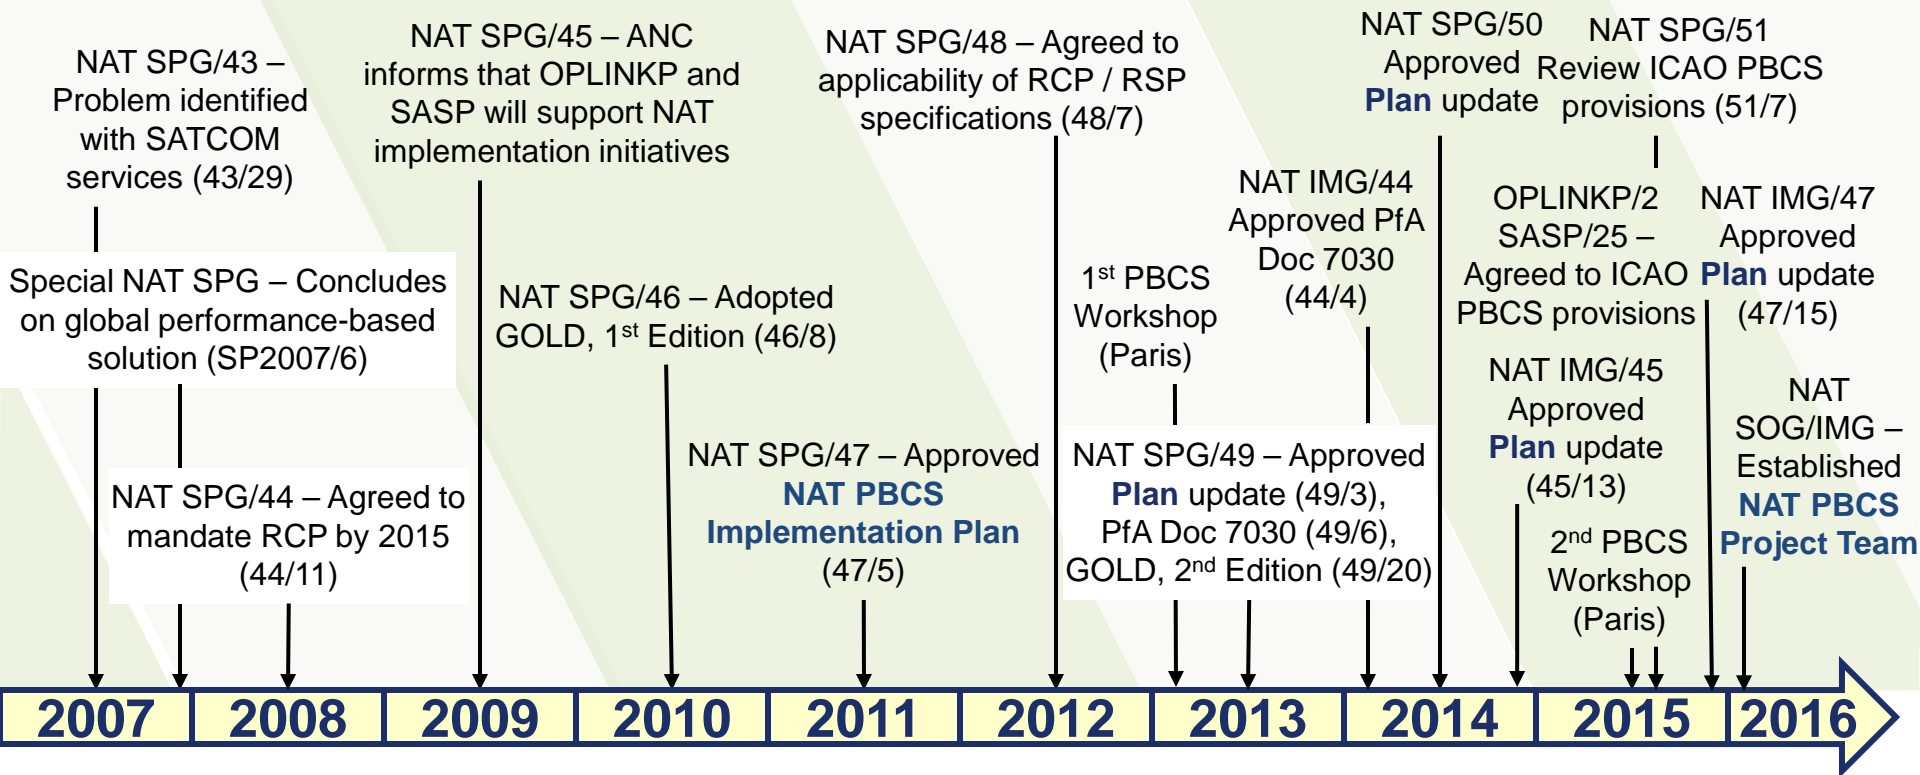 NAT SPG/43 –
Problem identified
with SATCOM
services (43/29)
Special NAT SPG – Concludes
on global performance-based
solution (SP2007/6)
NAT SPG/44 – Agreed to
mandate RCP by 2015
(44/11)
NAT SPG/45 – ANC
informs that OPLINKP and
SASP will support NAT
implementation initiatives
NAT SPG/46 – Adopted
GOLD, 1st Edition (46/8)
NAT SPG/47 – Approved
NAT PBCS
Implementation Plan
(47/5)
NAT SPG/48 – Agreed to
applicability of RCP / RSP
specifications (48/7)
1st PBCS
Workshop
(Paris)
NAT SPG/49 – Approved
Plan update (49/3),
PfA Doc 7030 (49/6),
GOLD, 2nd Edition (49/20)
NAT IMG/44
Approved PfA
Doc 7030
(44/4)
NAT SPG/50
Approved
Plan update
NAT IMG/45
Approved
Plan update
(45/13)
NAT SPG/51
Review ICAO PBCS
provisions (51/7)
OPLINKP/2
SASP/25 –
Agreed to ICAO
PBCS provisions
2nd PBCS
Workshop
(Paris)
NAT IMG/47
Approved
Plan update
(47/15)
NAT
SOG/IMG –
Established
NAT PBCS
Project Team
2007 2008 2009 2010 2011 2012 2013 2014 2015 2016